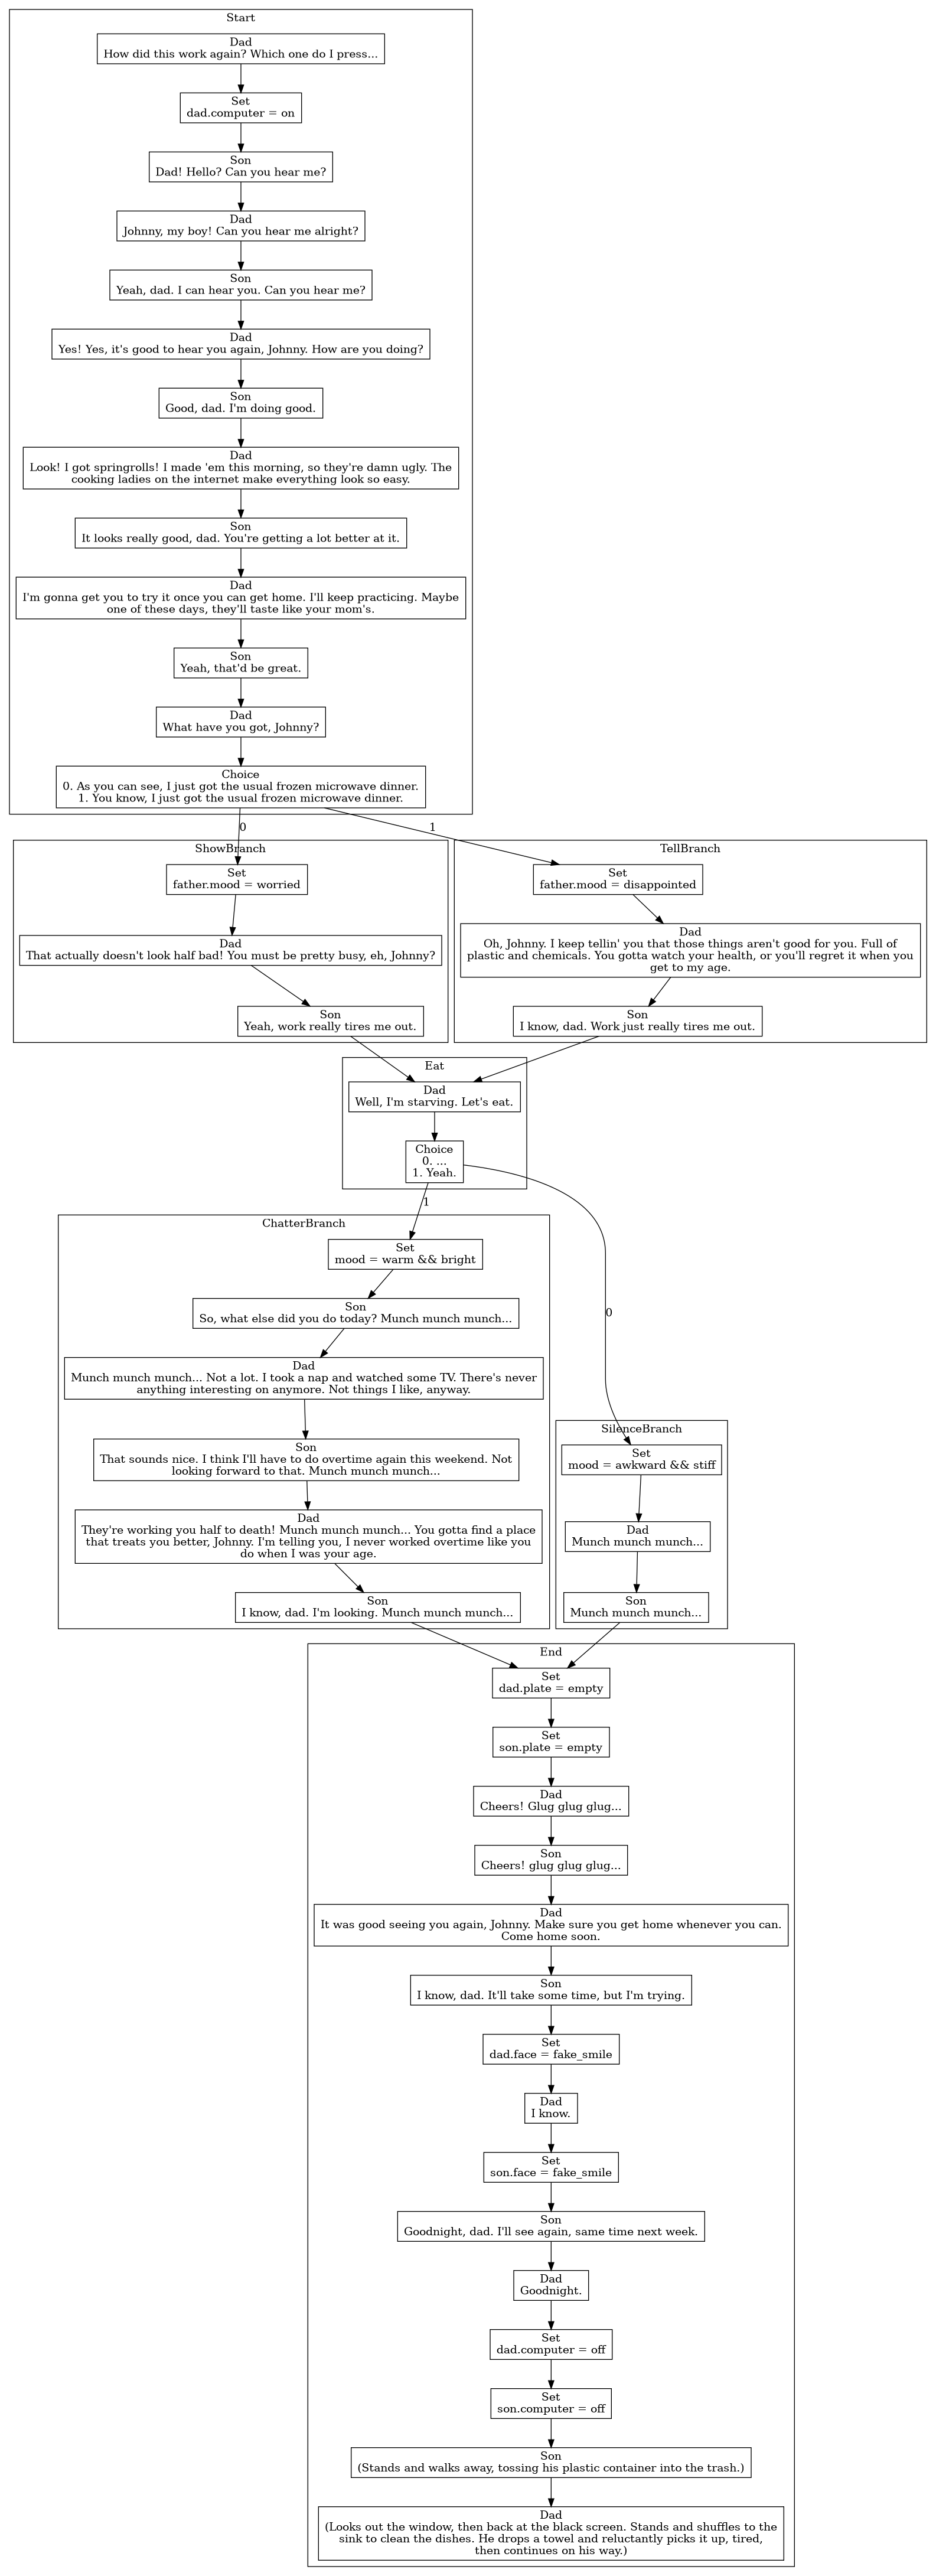 Start
Dad
How did this work again? Which one do I press...
Set
dad.computer = on
Son
Dad! Hello? Can you hear me?
Dad
Johnny, my boy! Can you hear me alright?
Son
Yeah, dad. I can hear you. Can you hear me?
Dad
Yes! Yes, it's good to hear you again, Johnny. How are you doing?
Son
Good, dad. I'm doing good.
Dad
Look! I got springrolls! I made 'em this morning, so they're damn ugly. The
cooking ladies on the internet make everything look so easy.
Son
It looks really good, dad. You're getting a lot better at it.
Dad
I'm gonna get you to try it once you can get home. I'll keep practicing. Maybe
one of these days, they'll taste like your mom's.
Son
Yeah, that'd be great.
Dad
What have you got, Johnny?
Choice
0. As you can see, I just got the usual frozen microwave dinner.
1. You know, I just got the usual frozen microwave dinner.
0
1
ShowBranch
Set
father.mood = worried
Dad
That actually doesn't look half bad! You must be pretty busy, eh, Johnny?
Son
Yeah, work really tires me out.
TellBranch
Set
father.mood = disappointed
Dad
Oh, Johnny. I keep tellin' you that those things aren't good for you. Full of
plastic and chemicals. You gotta watch your health, or you'll regret it when you
get to my age.
Son
I know, dad. Work just really tires me out.
Eat
Dad
Well, I'm starving. Let's eat.
Choice
0. ...
1. Yeah.
1
0
ChatterBranch
Set
mood = warm && bright
Son
So, what else did you do today? Munch munch munch...
Dad
Munch munch munch... Not a lot. I took a nap and watched some TV. There's never
anything interesting on anymore. Not things I like, anyway.
Son
That sounds nice. I think I'll have to do overtime again this weekend. Not
looking forward to that. Munch munch munch...
Dad
They're working you half to death! Munch munch munch... You gotta find a place
that treats you better, Johnny. I'm telling you, I never worked overtime like you
do when I was your age.
Son
I know, dad. I'm looking. Munch munch munch...
SilenceBranch
Set
mood = awkward && stiff
Dad
Munch munch munch...
Son
Munch munch munch...
End
Set
dad.plate = empty
Set
son.plate = empty
Dad
Cheers! Glug glug glug...
Son
Cheers! glug glug glug...
Dad
It was good seeing you again, Johnny. Make sure you get home whenever you can.
Come home soon.
Son
I know, dad. It'll take some time, but I'm trying.
Set
dad.face = fake_smile
Dad
I know.
Set
son.face = fake_smile
Son
Goodnight, dad. I'll see again, same time next week.
Dad
Goodnight.
Set
dad.computer = off
Set
son.computer = off
Son
(Stands and walks away, tossing his plastic container into the trash.)
Dad
(Looks out the window, then back at the black screen. Stands and shuffles to the
sink to clean the dishes. He drops a towel and reluctantly picks it up, tired,
then continues on his way.)